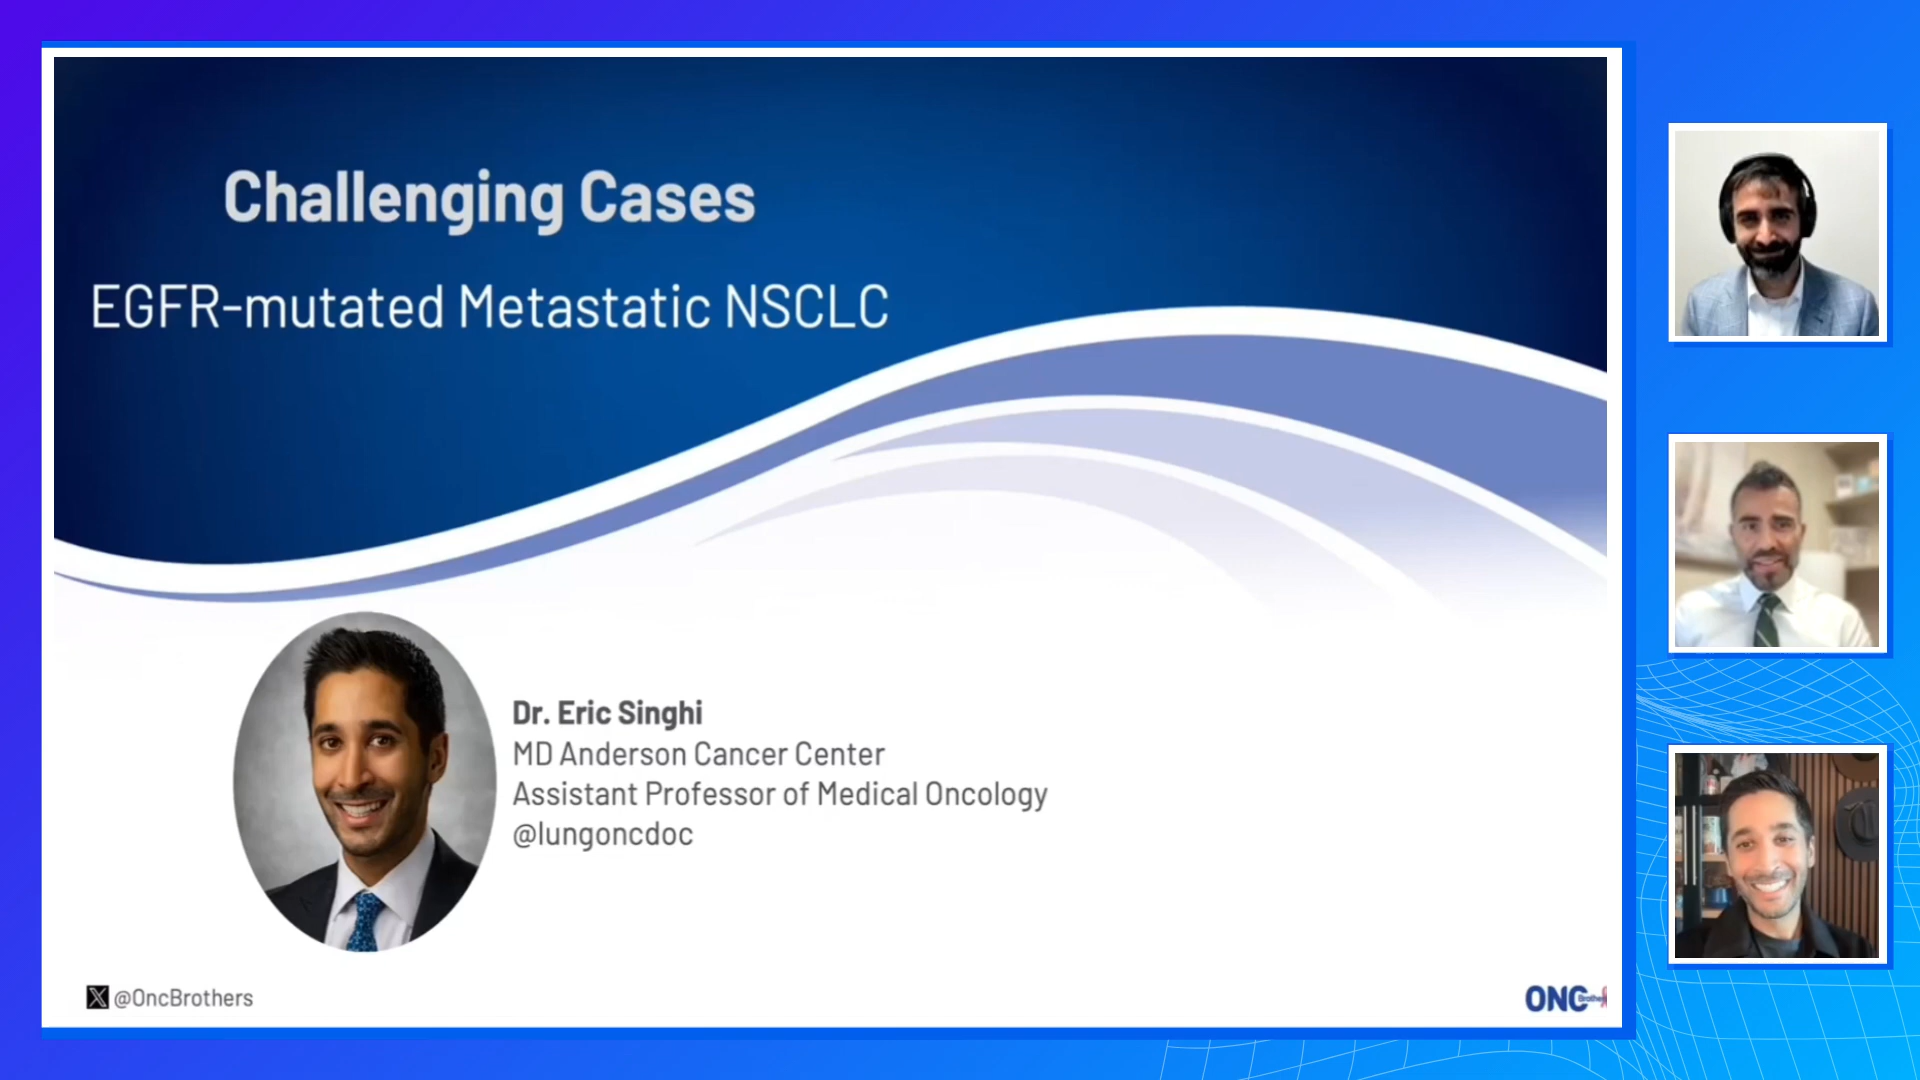 Challenging Cases
EGFR-mutated Metastatic NSCLC
Dr. Eric Singhi
MD Anderson Cancer Center
Assistant Professor of Medical Oncology
@lungoncdoc
X @OncBrothers
ONC